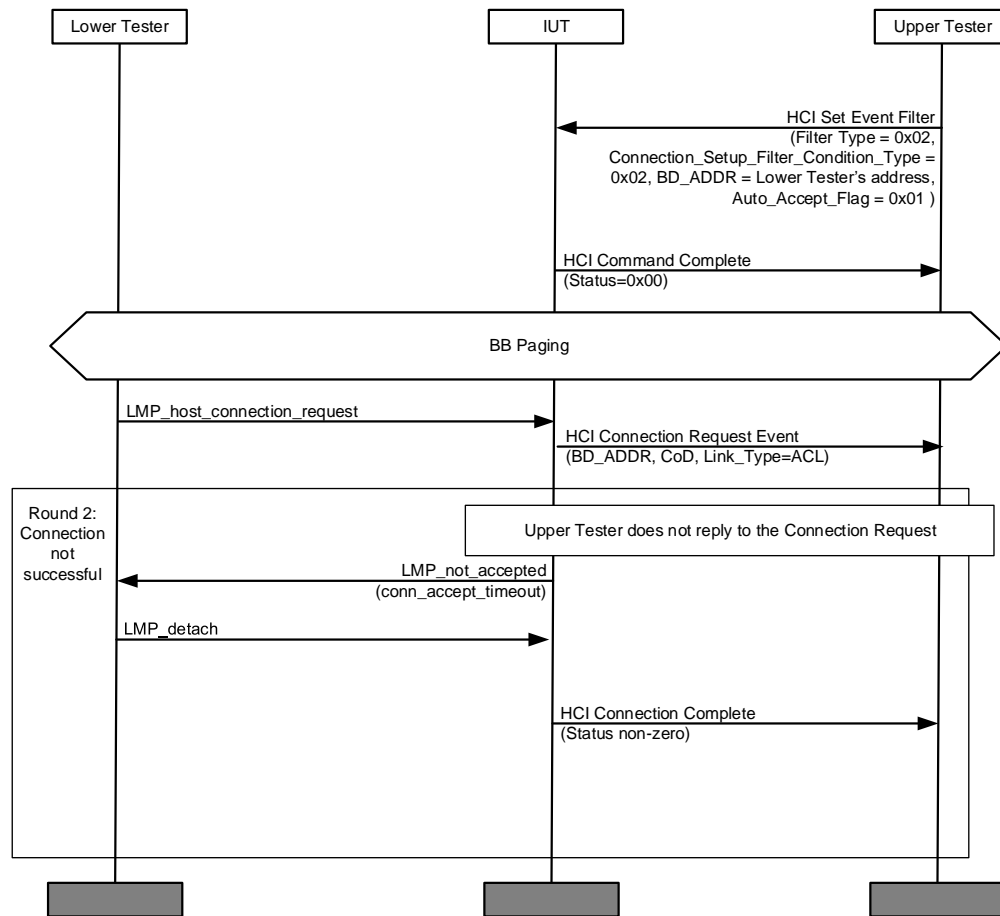 Lower Tester
IUT
Upper Tester
HCI Set Event Filter
(Filter Type = 0x02,
Connection_Setup_Filter_Condition_Type =
0x02, BD_ADDR = Lower Tester's address,
Auto_Accept_Flag = 0x01 )
HCI Command Complete
(Status=0x00)
BB Paging
LMP_host_connection_request
HCI Connection Request Event
(BD_ADDR, CoD, Link_Type=ACL)
Round 2:
Connection
not
successful
Upper Tester does not reply to the Connection Request
LMP_not_accepted
(conn_accept_timeout)
LMP_detach
HCI Connection Complete
(Status non-zero)